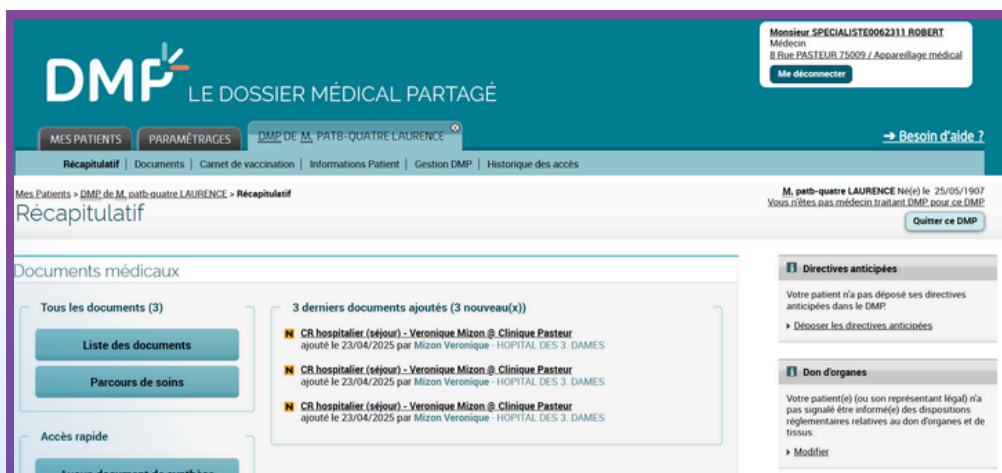 Monsieur SPECIALISTE0062311 ROBERT
Médecin
8 Rue PASTEUR 75009 / Appareillage médical
Me déconnecter
DMP LE DOSSIER MÉDICAL PARTAGÉ
MES PATIENTS
PARAMÉTRAGES
DMP DE M. PATB-QUATRE LAURENCE
→ Besoin d'aide ?
Récapitulatif | Documents | Carnet de vaccination | Informations Patient | Gestion DMP | Historique des accès
Mes Patients > DMP de M. patb-quatre LAURENCE > Récapitulatif
M. patb-quatre LAURENCE Né(e) le 25/05/1907
Vous n'êtes pas médecin traitant DMP pour ce DMP
Récapitulatif
Quitter ce DMP
Documents médicaux
Tous les documents (3)
Liste des documents
Parcours de soins
Accès rapide
Aucun document de synthèse
3 derniers documents ajoutés (3 nouveau(x))
N CR hospitalier (séjour) - Veronique Mizon @ Clinique Pasteur
ajouté le 23/04/2025 par Mizon Veronique - HOPITAL DES 3. DAMES
N CR hospitalier (séjour) - Veronique Mizon @ Clinique Pasteur
ajouté le 23/04/2025 par Mizon Veronique - HOPITAL DES 3. DAMES
N CR hospitalier (séjour) - Veronique Mizon @ Clinique Pasteur
ajouté le 23/04/2025 par Mizon Veronique - HOPITAL DES 3. DAMES
Directives anticipées
Votre patient n'a pas déposé ses directives
anticipées dans le DMP.
Déposer les directives anticipées
Don d'organes
Votre patient(e) (ou son représentant légal) n'a
pas signalé être informé(e) des dispositions
réglementaires relatives au don d'organes et de
tissus.
Modifier